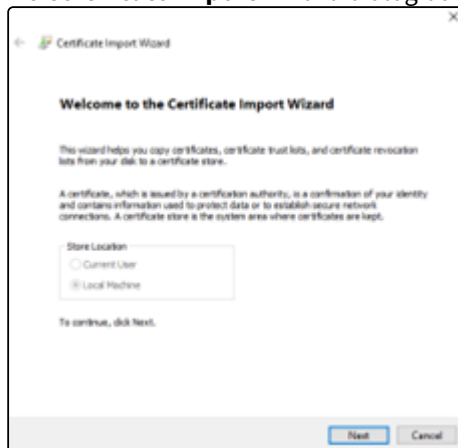 Certificate Import Wizard
Welcome to the Certificate Import Wizard
This wizard helps you copy certificates, certificate trust lists, and certificate revocation
lists from your disk to a certificate store.
A certificate, which is issued by a certification authority, is a confirmation of your identity
and contains information used to protect data or to establish secure network
connections. A certificate store is the system area where certificates are kept.
Store Location
Current User
Local Machine
To continue, click Next.
Next
Cancel